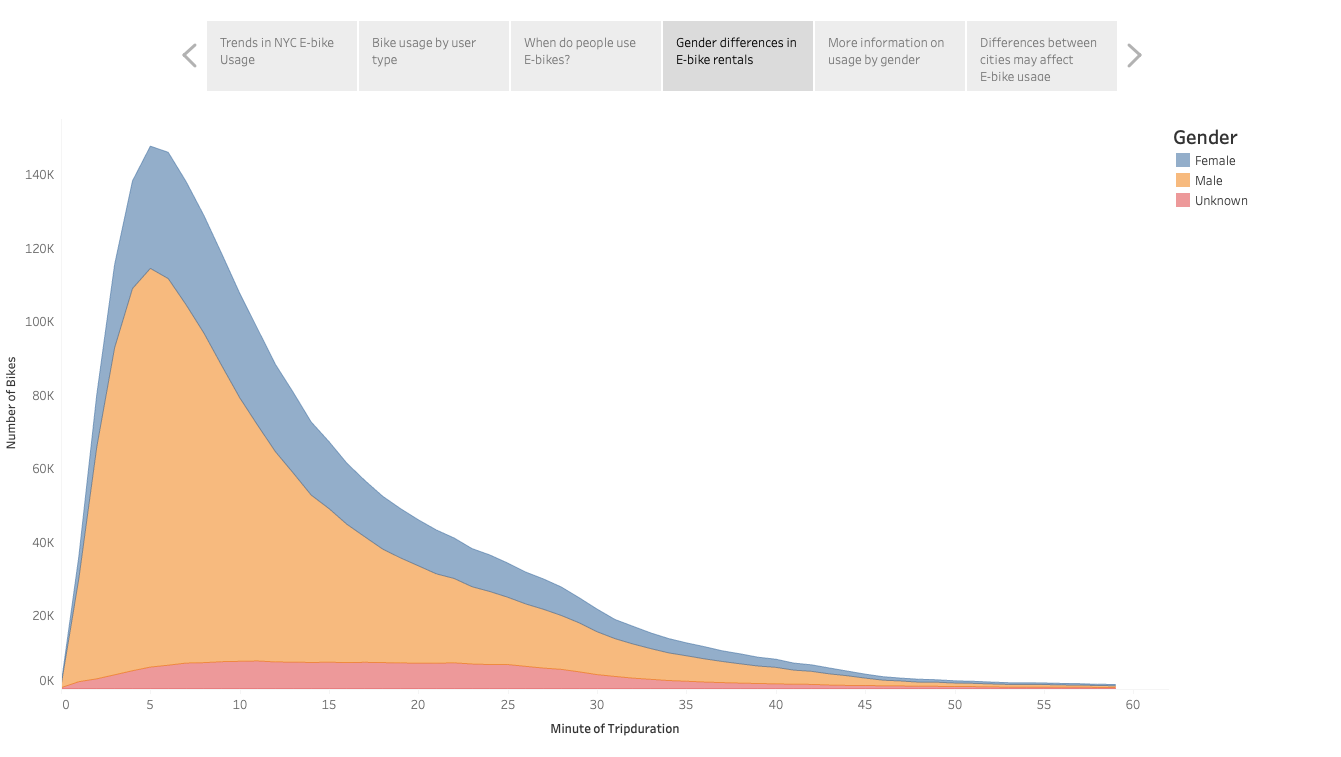 Trends in NYC E-bike
Usage
Bike usage by user
type
When do people use
E-bikes?
Gender differences in
E-bike rentals
More information on
usage by gender
Differences between
cities may affect
E-bike usage
Gender
Female
Male
Unknown
Number of Bikes
140K
120K
100K
80K
60K
40K
20K
0K
0 5 10 15 20 25 30 35 40 45 50 55 60
Minute of Tripduration